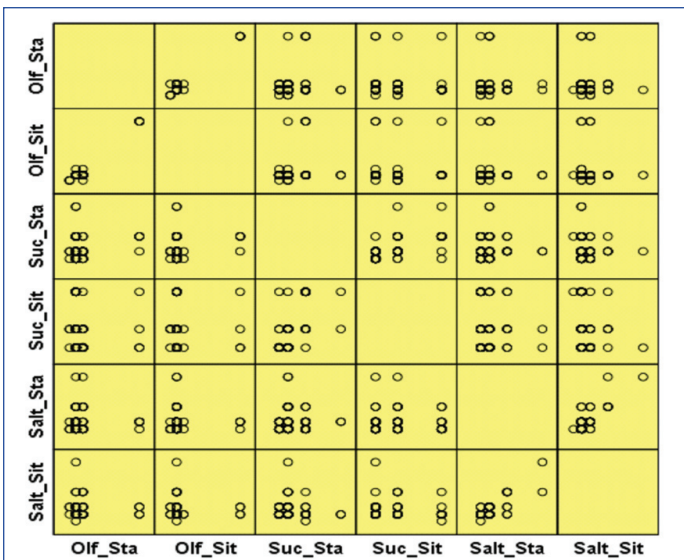 Olf_Sta
Olf_Sit
Suc_Sta
Suc_Sit
Salt_Sta
Salt_Sit
Olf_Sta Olf_Sit Suc_Sta Suc_Sit Salt_Sta Salt_Sit